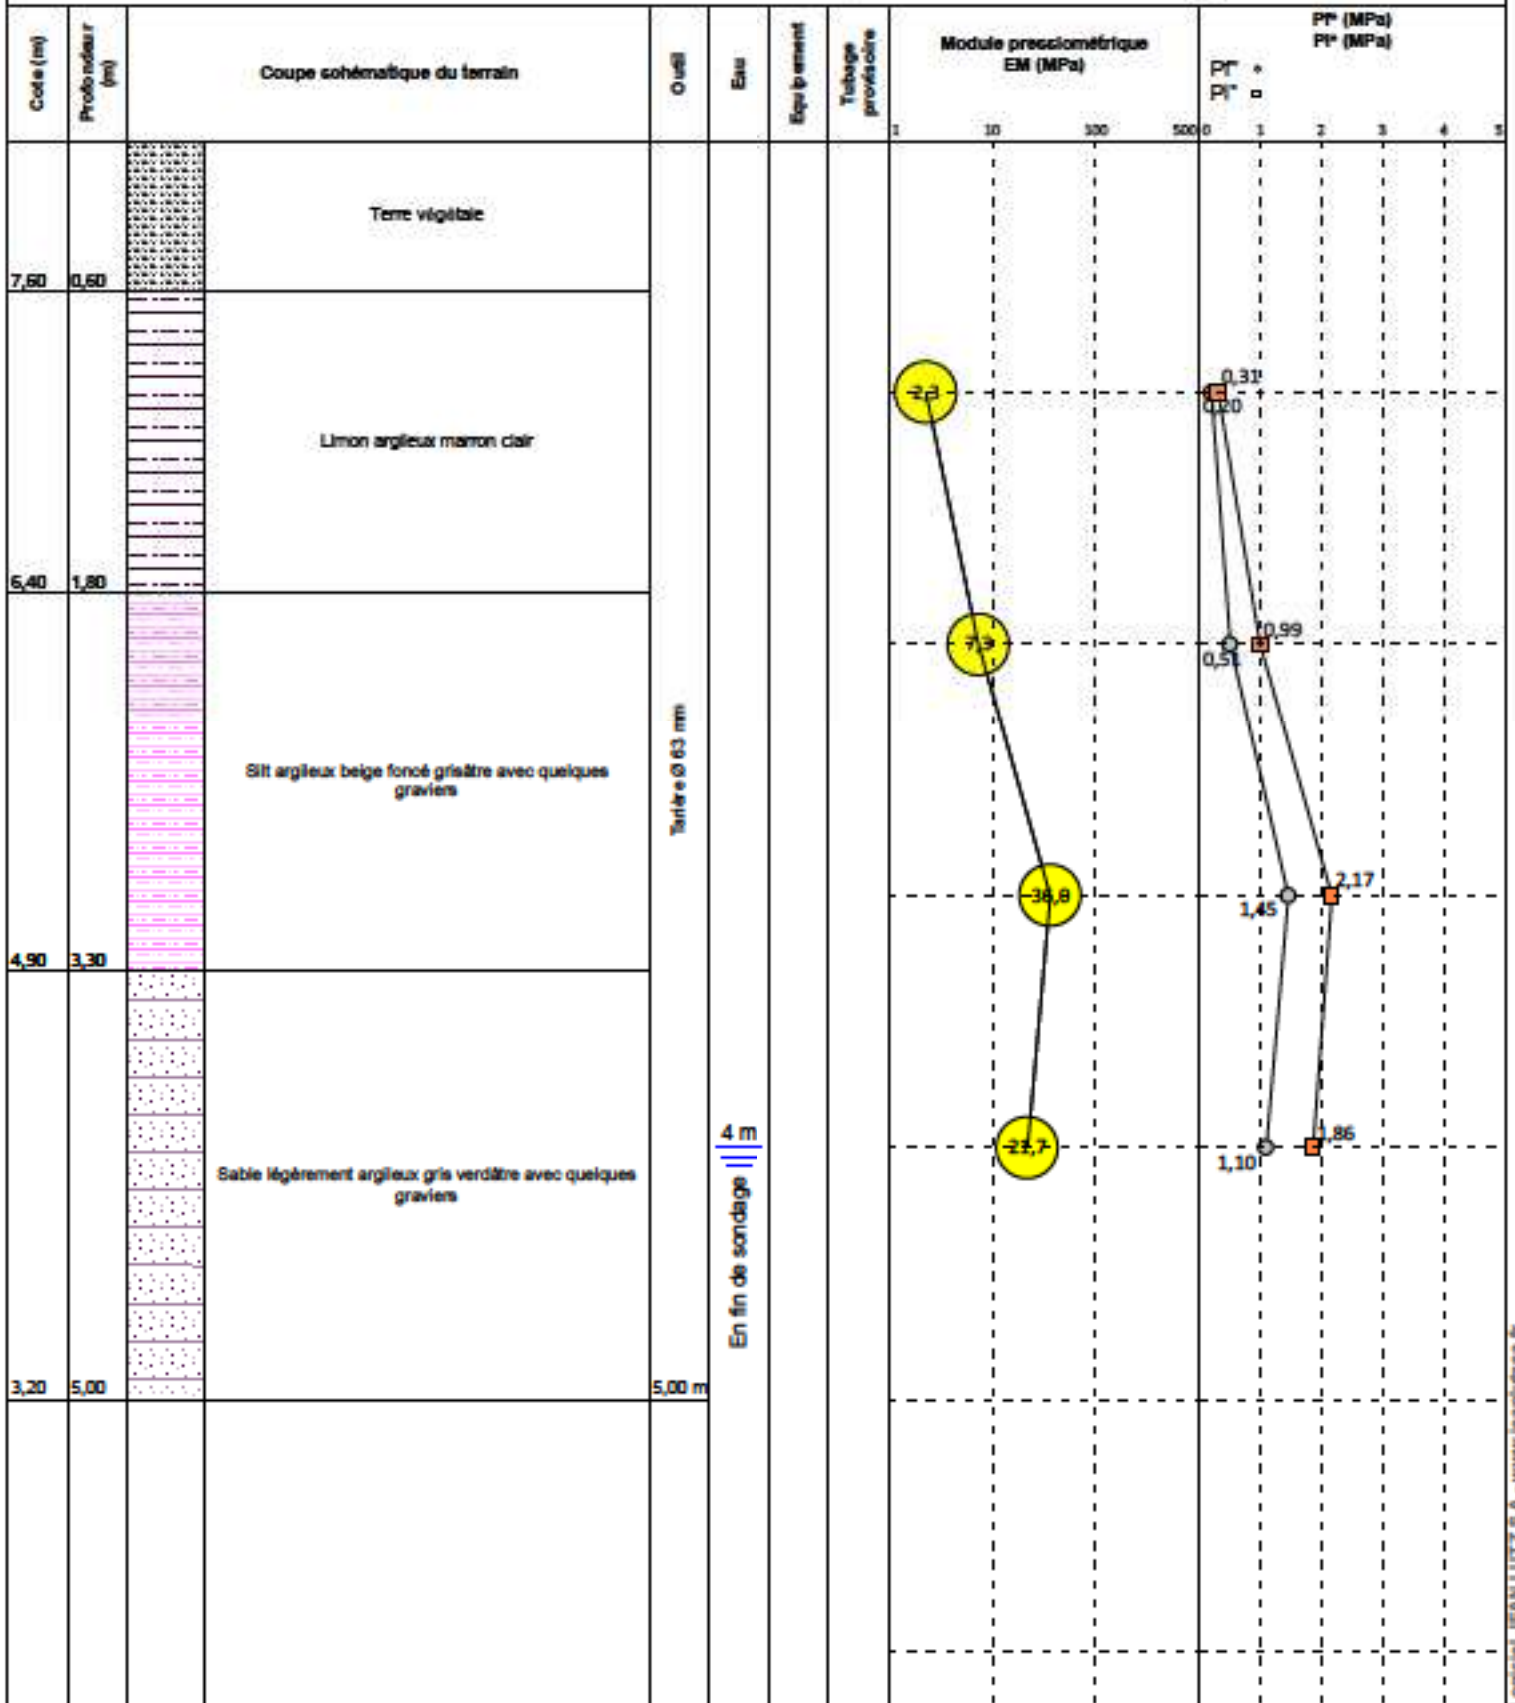 Cote (m)
Profondeur (m)
Coupe schématique du terrain
Outil
Eau
Equipement
Tubage provisoire
Module pressiométrique
EM (MPa)
Pf* (MPa)
Pl* (MPa)
Pf*
Pl*
1 10 100 500
0 1 2 3 4 5
Terre végétale
7,60 0,60
2,3
0,31
0,20
Limon argileux marron clair
6,40 1,80
7,3
0,99
0,51
Silt argileux beige foncé grisâtre avec quelques
graviers
Tarière Ø 63 mm
36,8
2,17
1,45
4,90 3,30
4 m
1,86
1,10
Sable légèrement argileux gris verdâtre avec quelques
graviers
En fin de sondage
3,20 5,00
5,00 m